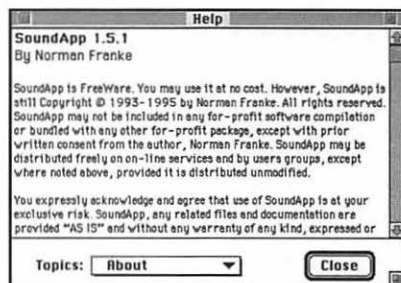 Help
SoundApp 1.5.1
By Norman Franke
SoundApp is FreeWare. You may use it at no cost. However, SoundApp is
still Copyright © 1993-1995 by Norman Franke. All rights reserved.
SoundApp may not be included in any for-profit software compilation
or bundled with any other for-profit package, except with prior
written consent from the author, Norman Franke. SoundApp may be
distributed freely on on-line services and by users groups, except
where noted above, provided it is distributed unmodified.
You expressly acknowledge and agree that use of SoundApp is at your
exclusive risk. SoundApp, any related files and documentation are
provided "AS IS" and without any warranty of any kind, expressed or
Topics: About
Close